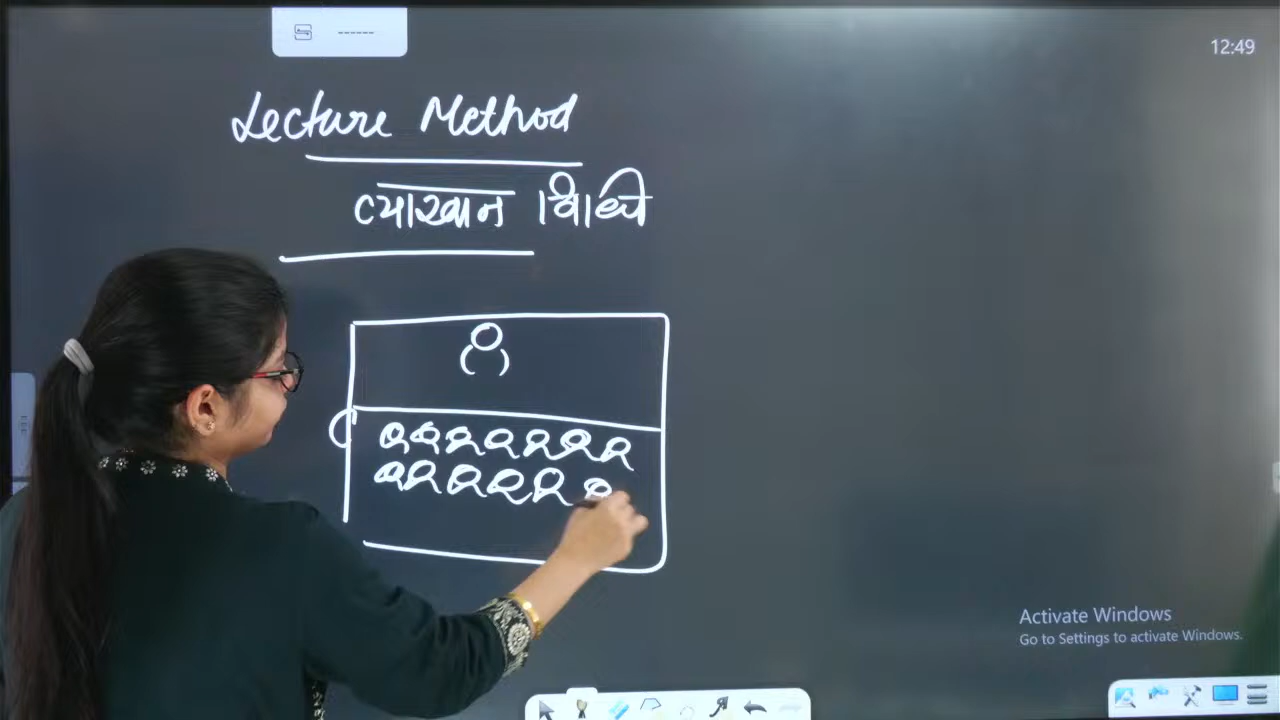 12:49
Lecture Method
व्याख्यान विधी
Activate Windows
Go to Settings to activate Windows.